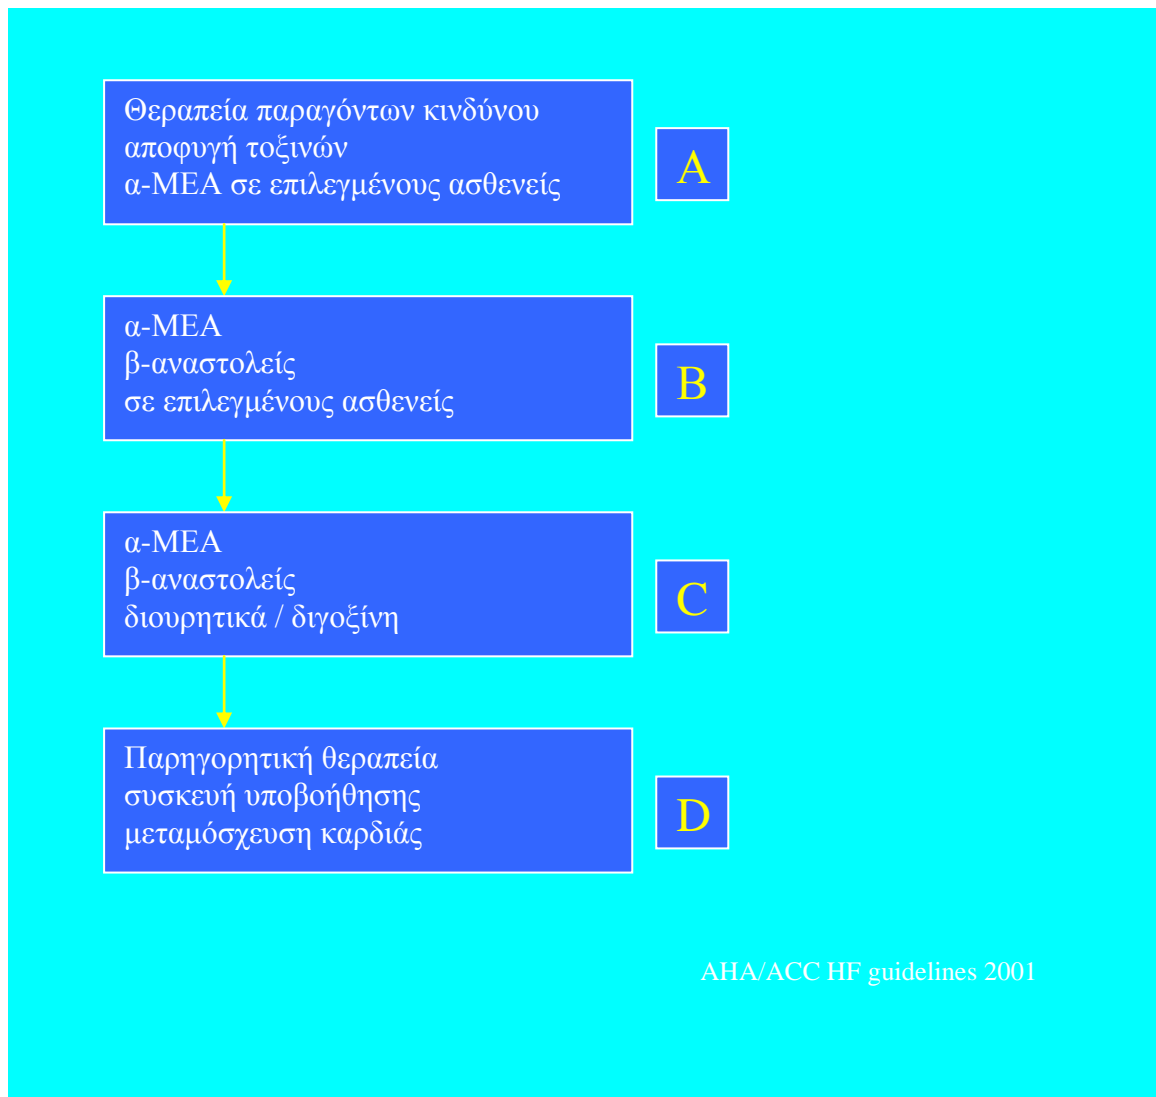 Θεραπεία παραγόντων κινδύνου
αποφυγή τοξινών
α-ΜΕΑ σε επιλεγμένους ασθενείς
A
α-ΜΕΑ
β-αναστολείς
σε επιλεγμένους ασθενείς
B
α-ΜΕΑ
β-αναστολείς
διουρητικά / διγοξίνη
C
Παρηγορητική θεραπεία
συσκευή υποβοήθησης
μεταμόσχευση καρδιάς
D
AHA/ACC HF guidelines 2001